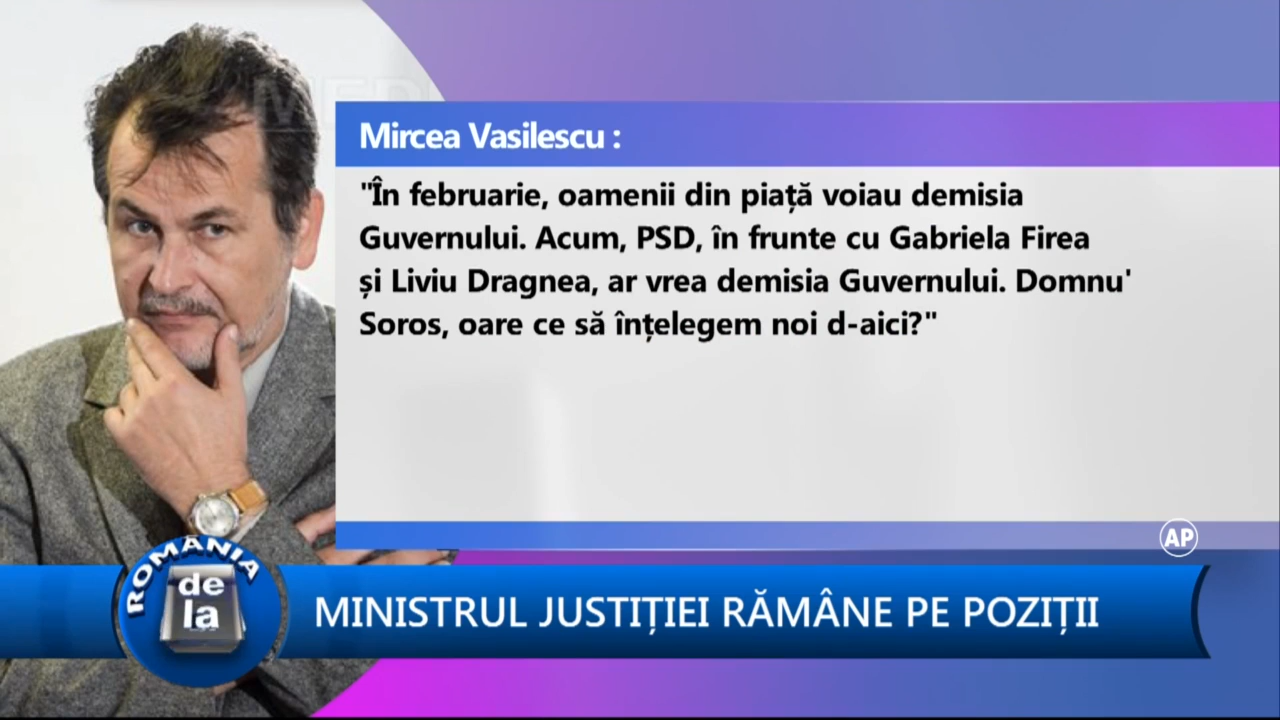 Mircea Vasilescu :
"În februarie, oamenii din piață voiau demisia
Guvernului. Acum, PSD, în frunte cu Gabriela Firea
și Liviu Dragnea, ar vrea demisia Guvernului. Domnu'
Soros, oare ce să înțelegem noi d-aici?"
AP
ROMÂNIA
de
la
MINISTRUL JUSTIȚIEI RĂMÂNE PE POZIȚII